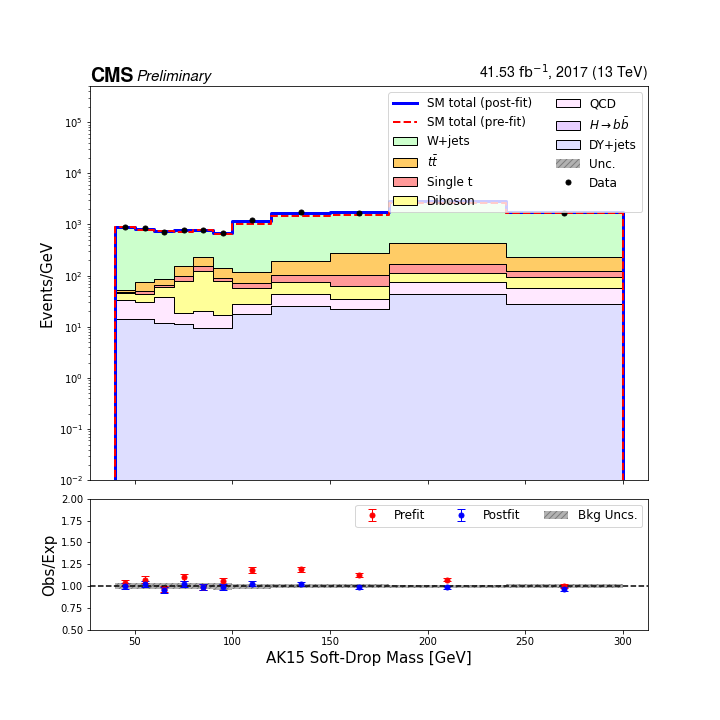 CMS Preliminary
41.53 fb⁻¹, 2017 (13 TeV)
SM total (post-fit)
SM total (pre-fit)
W+jets
tt̄
Single t
Diboson
QCD
H→bb̄
DY+jets
Unc.
Data
Events/GeV
10⁵
10⁴
10³
10²
10¹
10⁰
10⁻¹
10⁻²
Prefit
Postfit
Bkg Uncs.
Obs/Exp
2.00
1.75
1.50
1.25
1.00
0.75
0.50
50 100 150 200 250 300
AK15 Soft-Drop Mass [GeV]